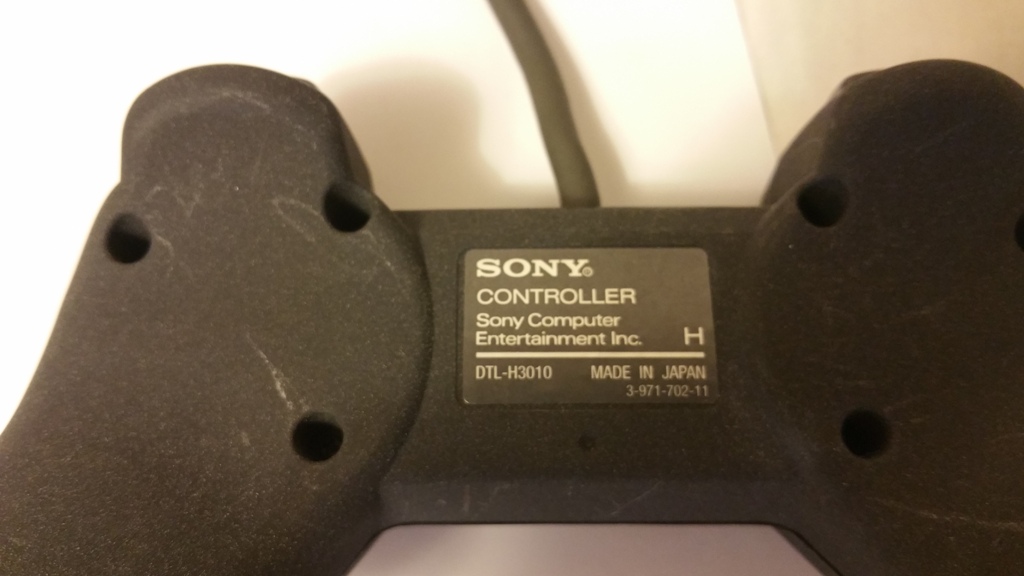 SONY®
CONTROLLER
Sony Computer
Entertainment Inc. H
DTL-H3010 MADE IN JAPAN
3-971-702-11